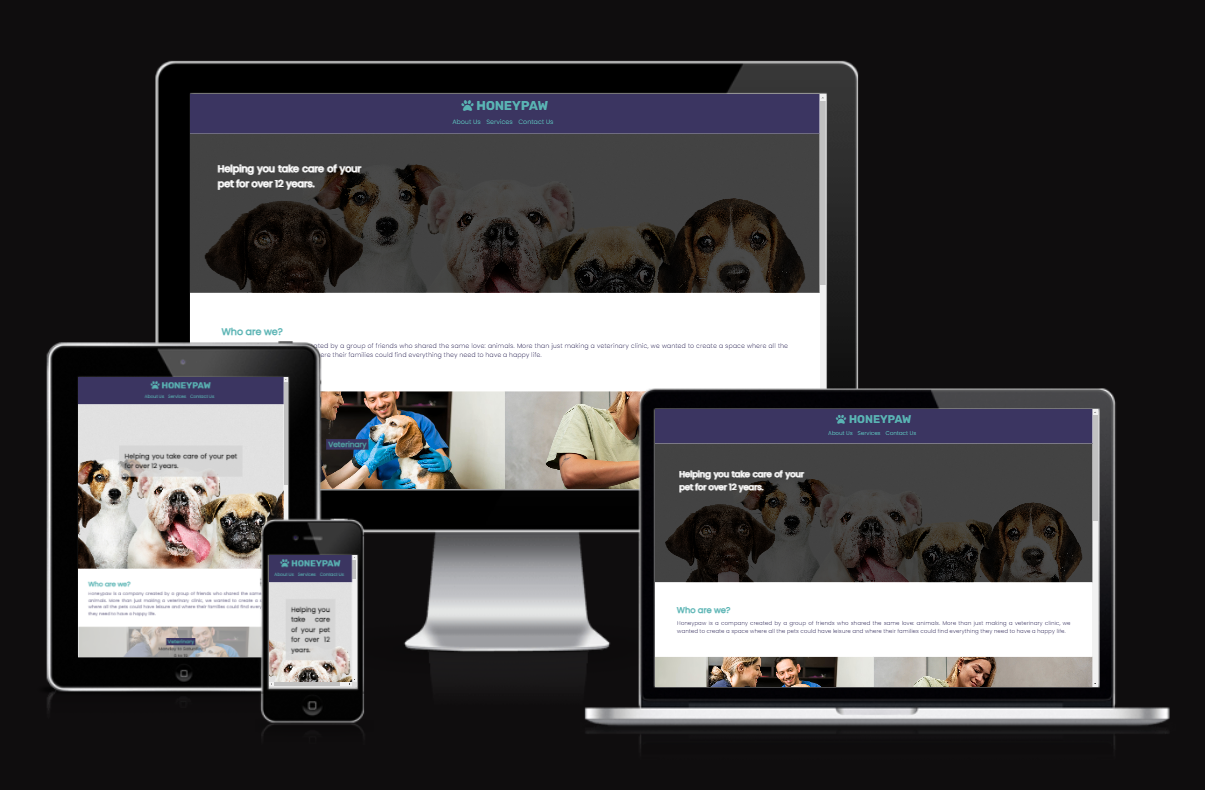 HONEYPAW
About Us Services Contact Us
Helping you take care of your
pet for over 12 years.
Who are we?
ated by a group of friends who shared the same love: animals. More than just making a veterinary clinic, we wanted to create a space where all the
ere their families could find everything they need to have a happy life.
Veterinary
HONEYPAW
About Us Services Contact Us
Helping you take care of your pet
for over 12 years.
Who are we?
Honeypaw is a company created by a group of friends who shared the same
animals. More than just making a veterinary clinic, we wanted to create a
where all the pets could have leisure and where their families could find every
they need to have a happy life.
Veterinary
Monday to Saturday
HONEYPAW
About Us Services Contact Us
Helping you
take care
of your pet
for over 12
years.
HONEYPAW
About Us Services Contact Us
Helping you take care of your
pet for over 12 years.
Who are we?
Honeypaw is a company created by a group of friends who shared the same love: animals. More than just making a veterinary clinic, we
wanted to create a space where all the pets could have leisure and where their families could find everything they need to have a happy life.